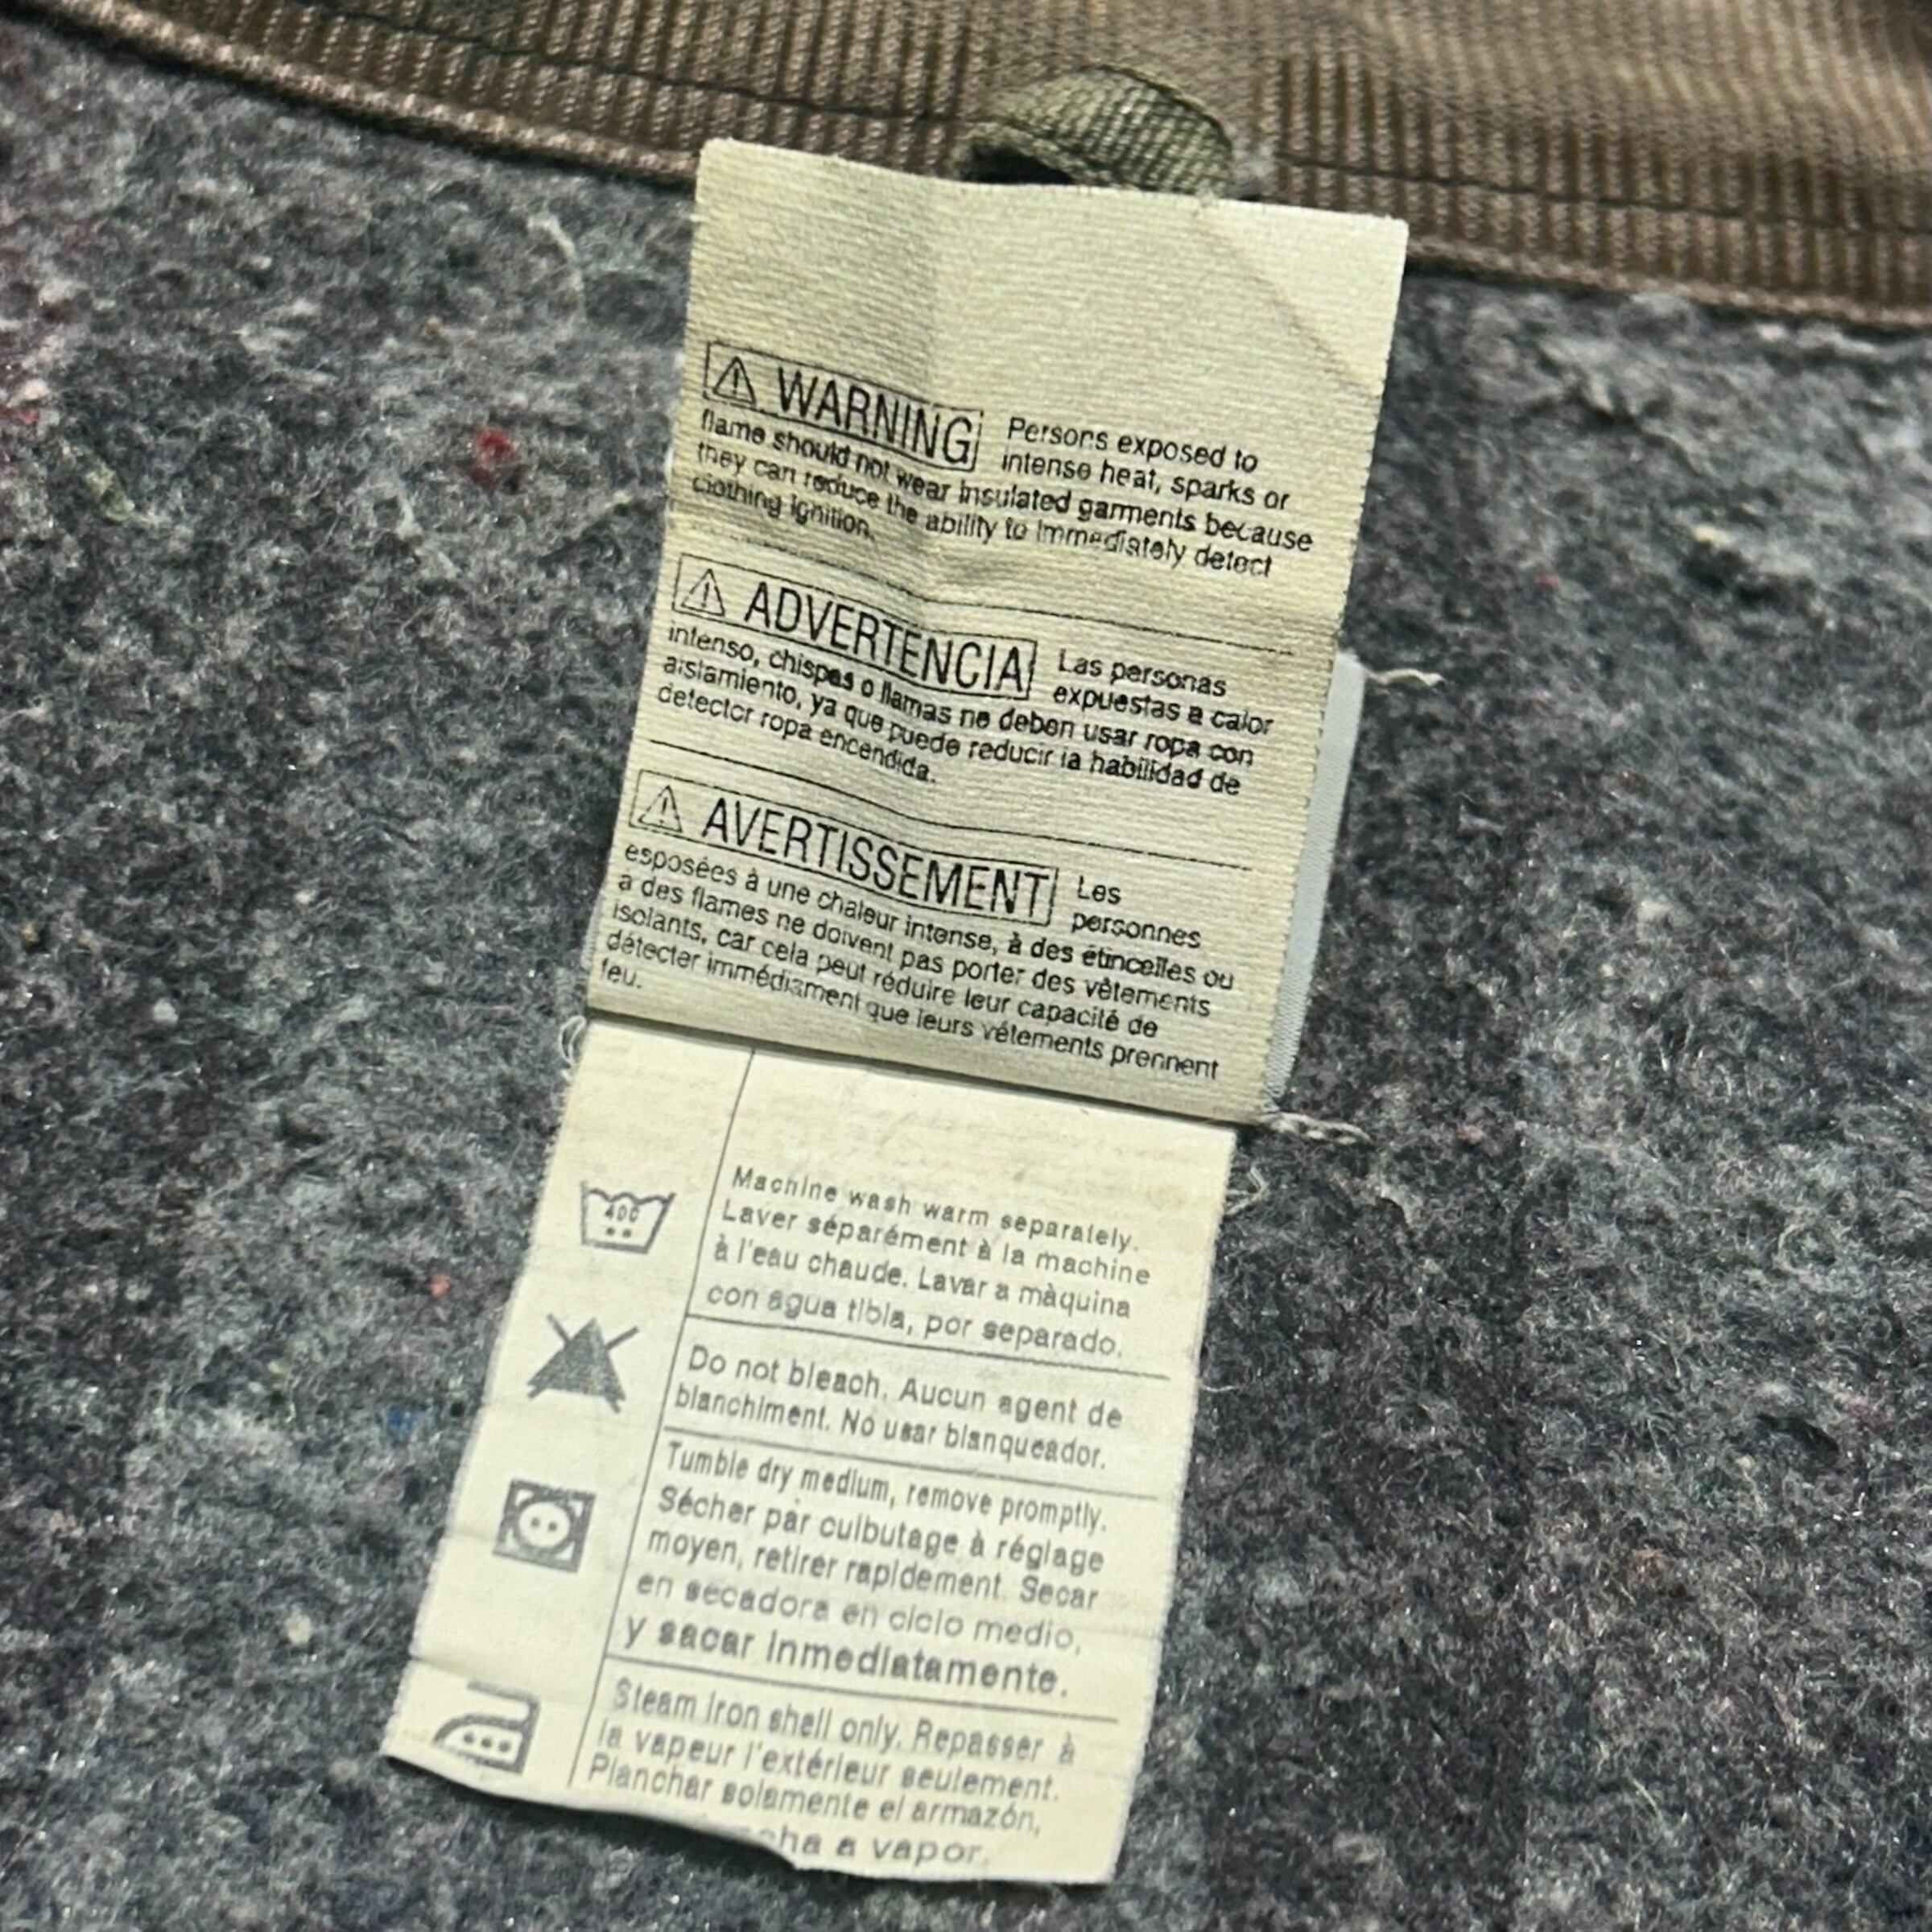 ⚠ WARNING Persons exposed to
intense heat, sparks or
flame should not wear insulated garments because
they can reduce the ability to immediately detect
clothing ignition.
⚠ ADVERTENCIA Las personas
expuestas a calor
intenso, chispas o llamas no deben usar ropa con
aislamiento, ya que puede reducir la habilidad de
detector ropa encendida.
⚠ AVERTISSEMENT Les
personnes
esposées à une chaleur intense, à des étincelles ou
a des flames ne doivent pas porter des vêtements
isolants, car cela peut réduire leur capacité de
détecter immédiament que leurs vêtements prennent
feu.
400
Machine wash warm separately.
Laver séparément à la machine
à l'eau chaude. Lavar a màquina
con agua tibia, por separado.
Do not bleach. Aucun agent de
blanchiment. No usar blanqueador.
Tumble dry medium, remove promptly.
Sécher par culbutage à réglage
moyen, retirer rapidement. Secar
en secadora en ciclo medio,
y sacar inmediatamente.
Steam iron shell only. Repasser à
la vapeur l'extérieur seulement.
Planchar solamente el armazón,
a vapor.